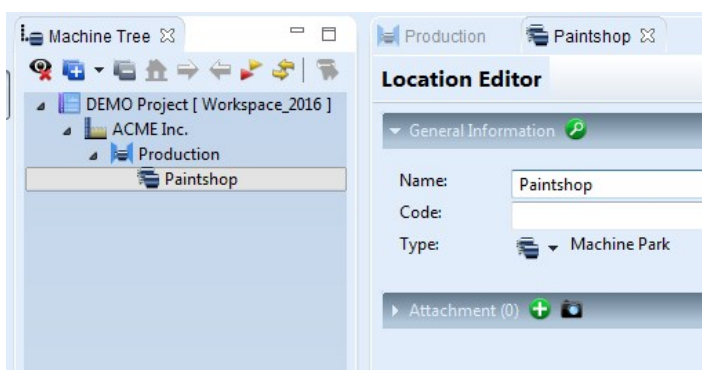 Machine Tree
DEMO Project [ Workspace_2016 ]
ACME Inc.
Production
Paintshop
Production
Paintshop
Location Editor
General Information
Name: Paintshop
Code:
Type: Machine Park
Attachment (0)